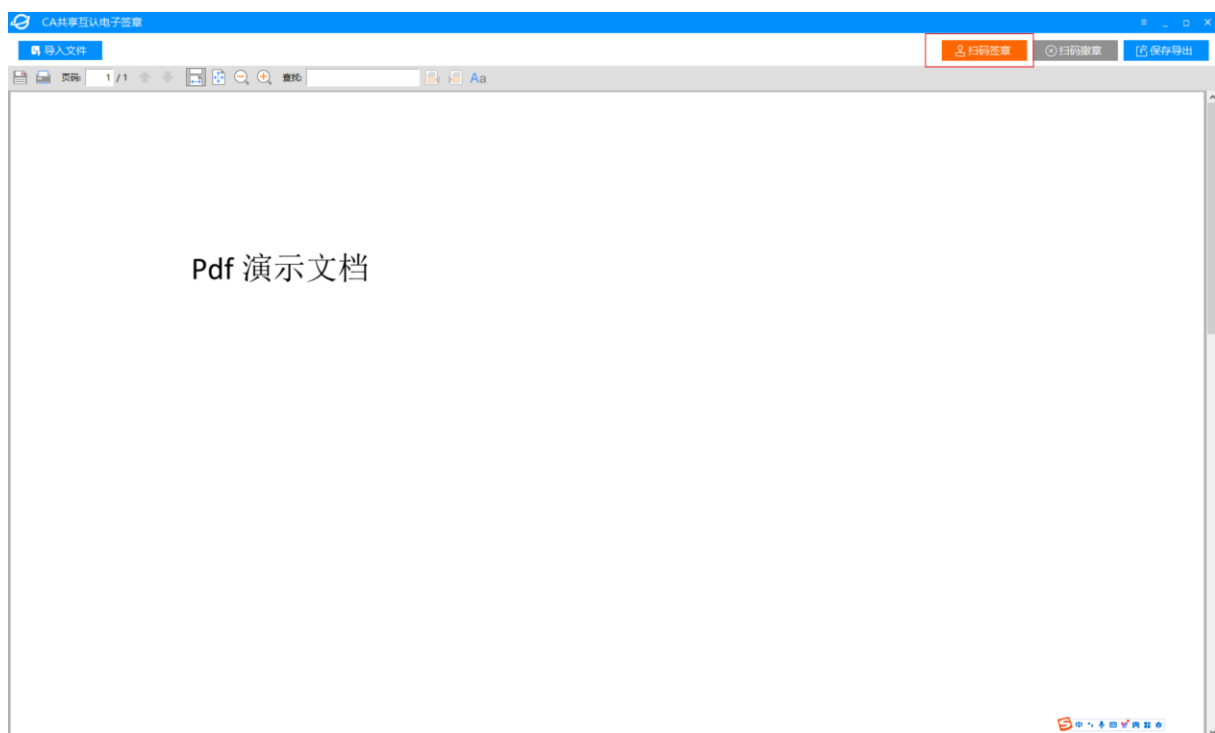 CA共享互认电子签章
导入文件
扫码签章
扫码撤章
保存导出
页码: 1 / 1
查找:
Aa
Pdf 演示文档
中